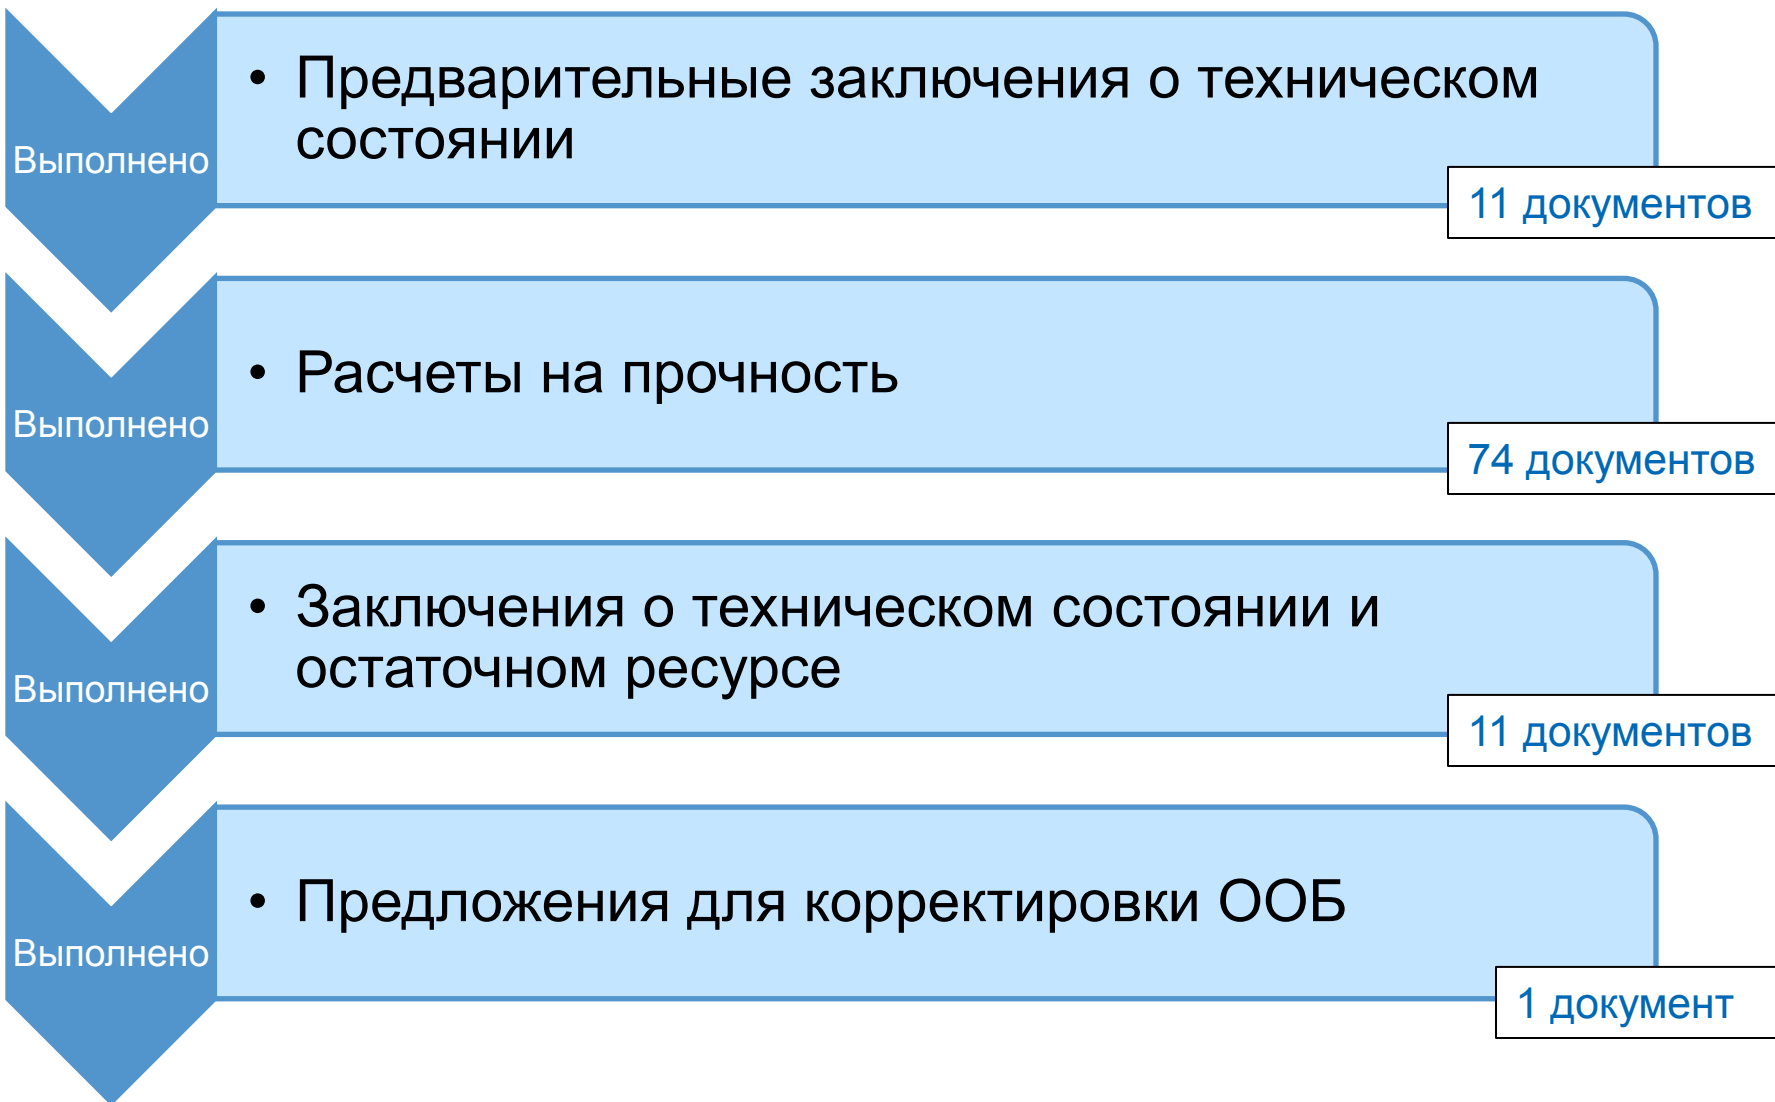 Выполнено
• Предварительные заключения о техническом
состоянии
11 документов
Выполнено
• Расчеты на прочность
74 документов
Выполнено
• Заключения о техническом состоянии и
остаточном ресурсе
11 документов
Выполнено
• Предложения для корректировки ООБ
1 документ